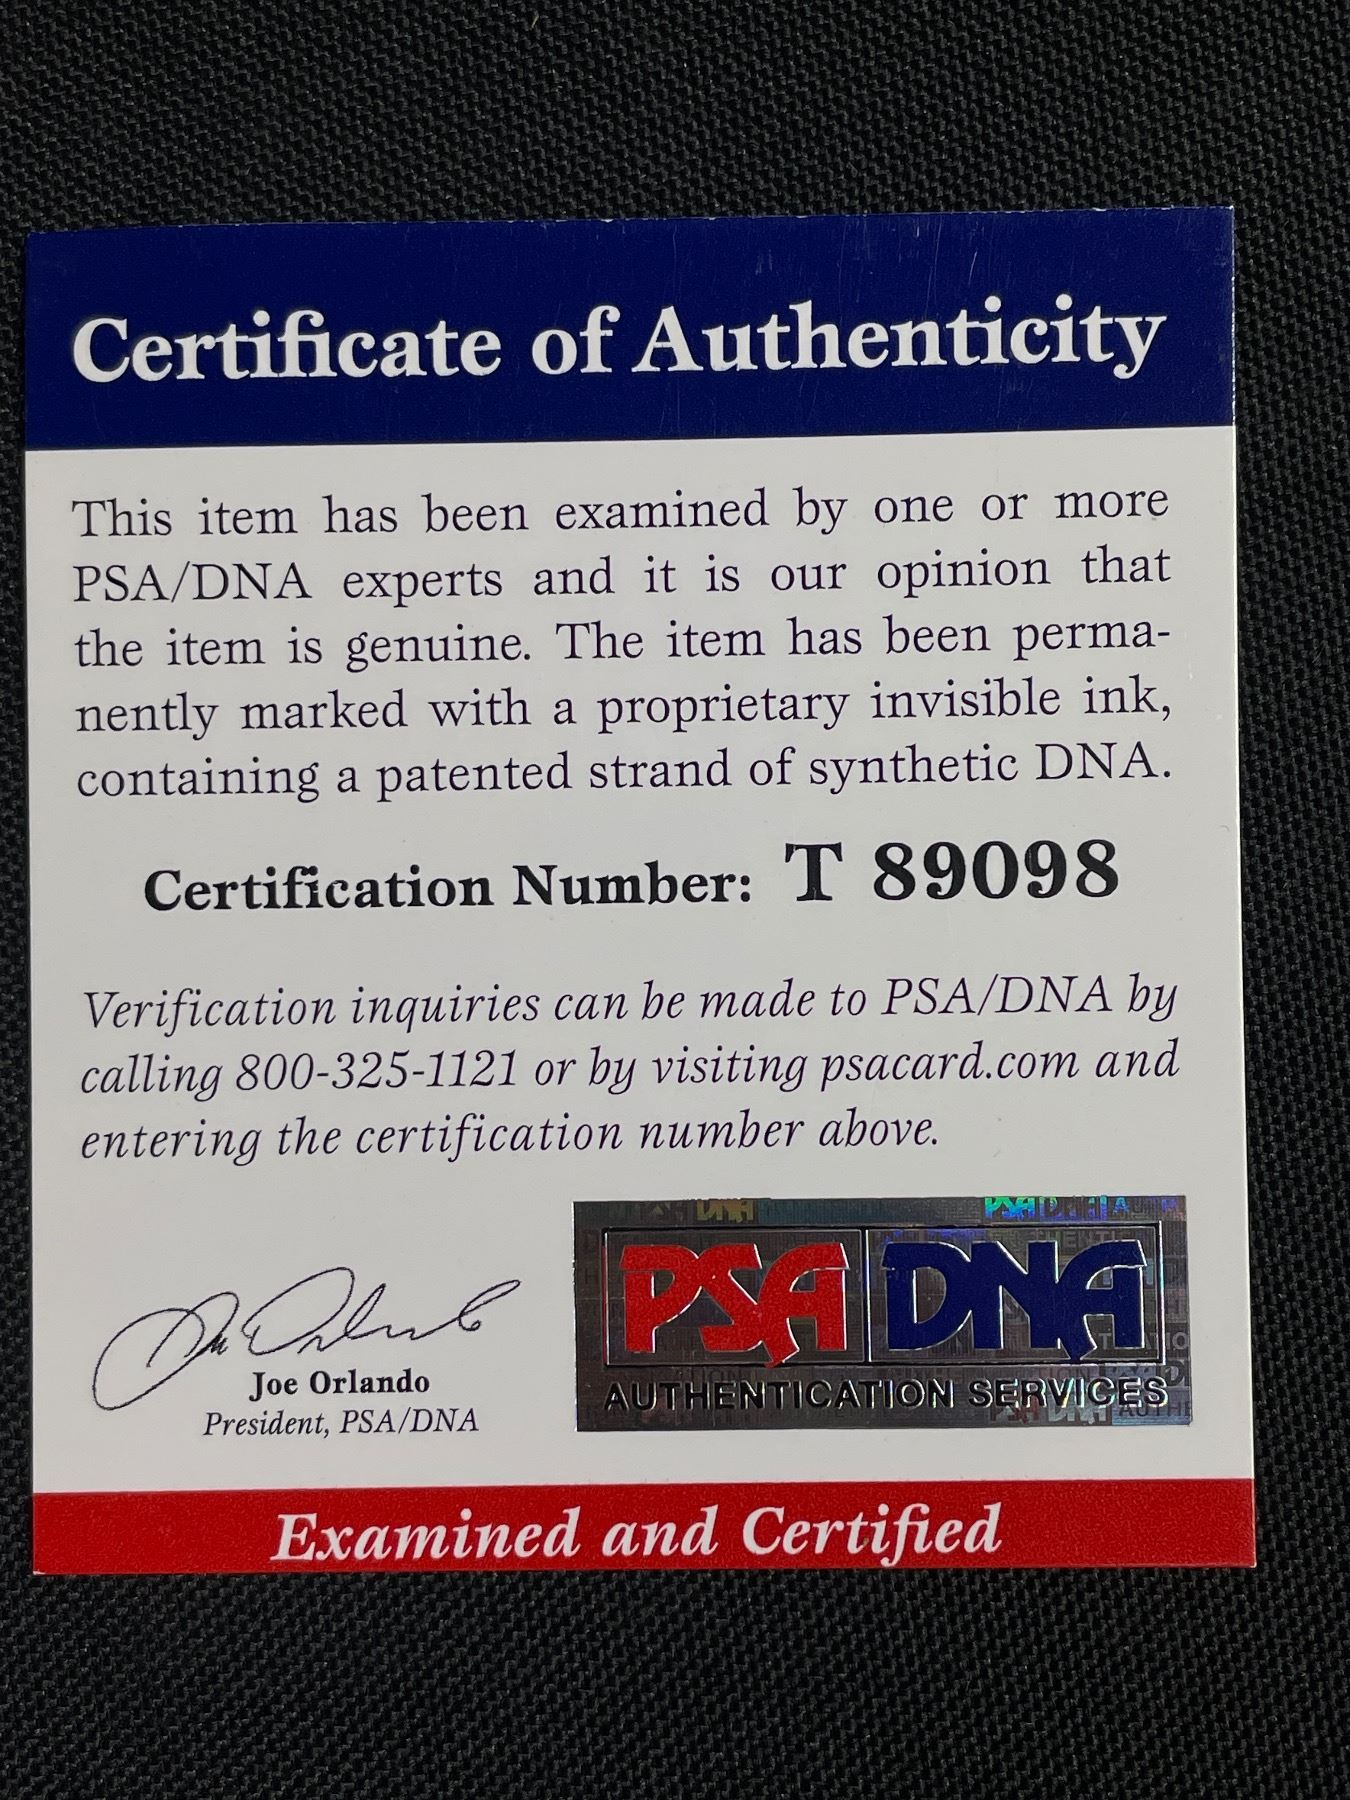 Certificate of Authenticity
This item has been examined by one or more
PSA/DNA experts and it is our opinion that
the item is genuine. The item has been perma-
nently marked with a proprietary invisible ink,
containing a patented strand of synthetic DNA.
Certification Number: T 89098
Verification inquiries can be made to PSA/DNA by
calling 800-325-1121 or by visiting psacard.com and
entering the certification number above.
Joe Orlando
President, PSA/DNA
PSA DNA
AUTHENTICATION SERVICES
Examined and Certified